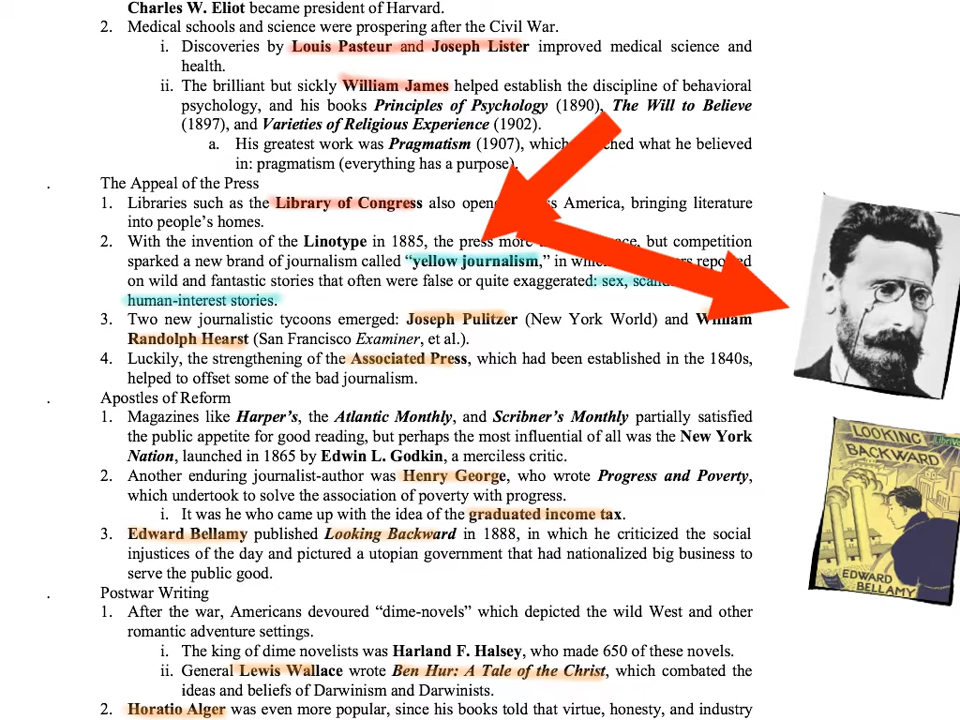 Charles W. Eliot became president of Harvard.
2. Medical schools and science were prospering after the Civil War.
i. Discoveries by Louis Pasteur and Joseph Lister improved medical science and
health.
ii. The brilliant but sickly William James helped establish the discipline of behavioral
psychology, and his books Principles of Psychology (1890), The Will to Believe
(1897), and Varieties of Religious Experience (1902).
a. His greatest work was Pragmatism (1907), which what he believed
in: pragmatism (everything has a purpose).
. The Appeal of the Press
1. Libraries such as the Library of Congress also America, bringing literature
into people's homes.
2. With the invention of the Linotype in 1885, the press more but competition
sparked a new brand of journalism called “yellow journalism,” in
on wild and fantastic stories that often were false or quite exaggerated: sex,
human-interest stories.
3. Two new journalistic tycoons emerged: Joseph Pulitzer (New York World) and William
Randolph Hearst (San Francisco Examiner, et al.).
4. Luckily, the strengthening of the Associated Press, which had been established in the 1840s,
helped to offset some of the bad journalism.
. Apostles of Reform
1. Magazines like Harper's, the Atlantic Monthly, and Scribner's Monthly partially satisfied
the public appetite for good reading, but perhaps the most influential of all was the New York
Nation, launched in 1865 by Edwin L. Godkin, a merciless critic.
2. Another enduring journalist-author was Henry George, who wrote Progress and Poverty,
which undertook to solve the association of poverty with progress.
i. It was he who came up with the idea of the graduated income tax.
3. Edward Bellamy published Looking Backward in 1888, in which he criticized the social
injustices of the day and pictured a utopian government that had nationalized big business to
serve the public good.
. Postwar Writing
1. After the war, Americans devoured “dime-novels” which depicted the wild West and other
romantic adventure settings.
i. The king of dime novelists was Harland F. Halsey, who made 650 of these novels.
ii. General Lewis Wallace wrote Ben Hur: A Tale of the Christ, which combated the
ideas and beliefs of Darwinism and Darwinists.
2. Horatio Alger was even more popular, since his books told that virtue, honesty, and industry
LOOKING
BACKWARD
EDWARD
BELLAMY